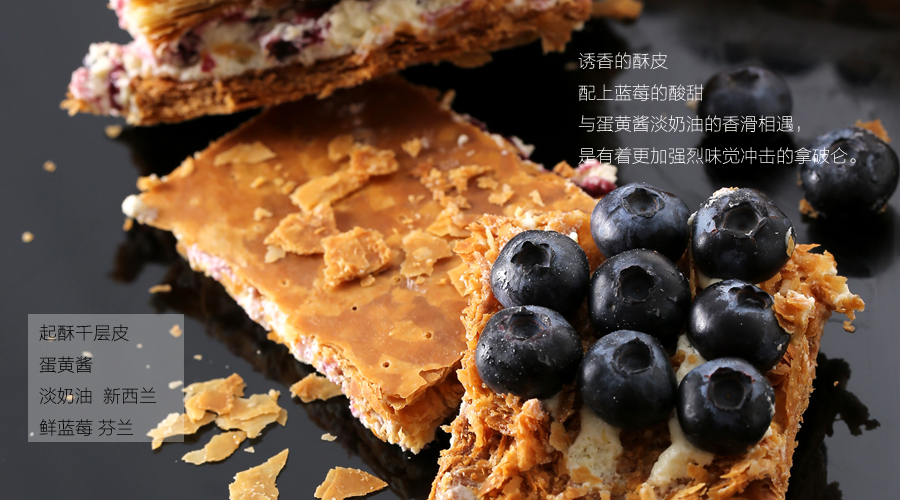 诱香的酥皮
配上蓝莓的酸甜
与蛋黄酱淡奶油的香滑相遇，
是有着更加强烈味觉冲击的拿破仑。
起酥千层皮
蛋黄酱
淡奶油 新西兰
鲜蓝莓 芬兰